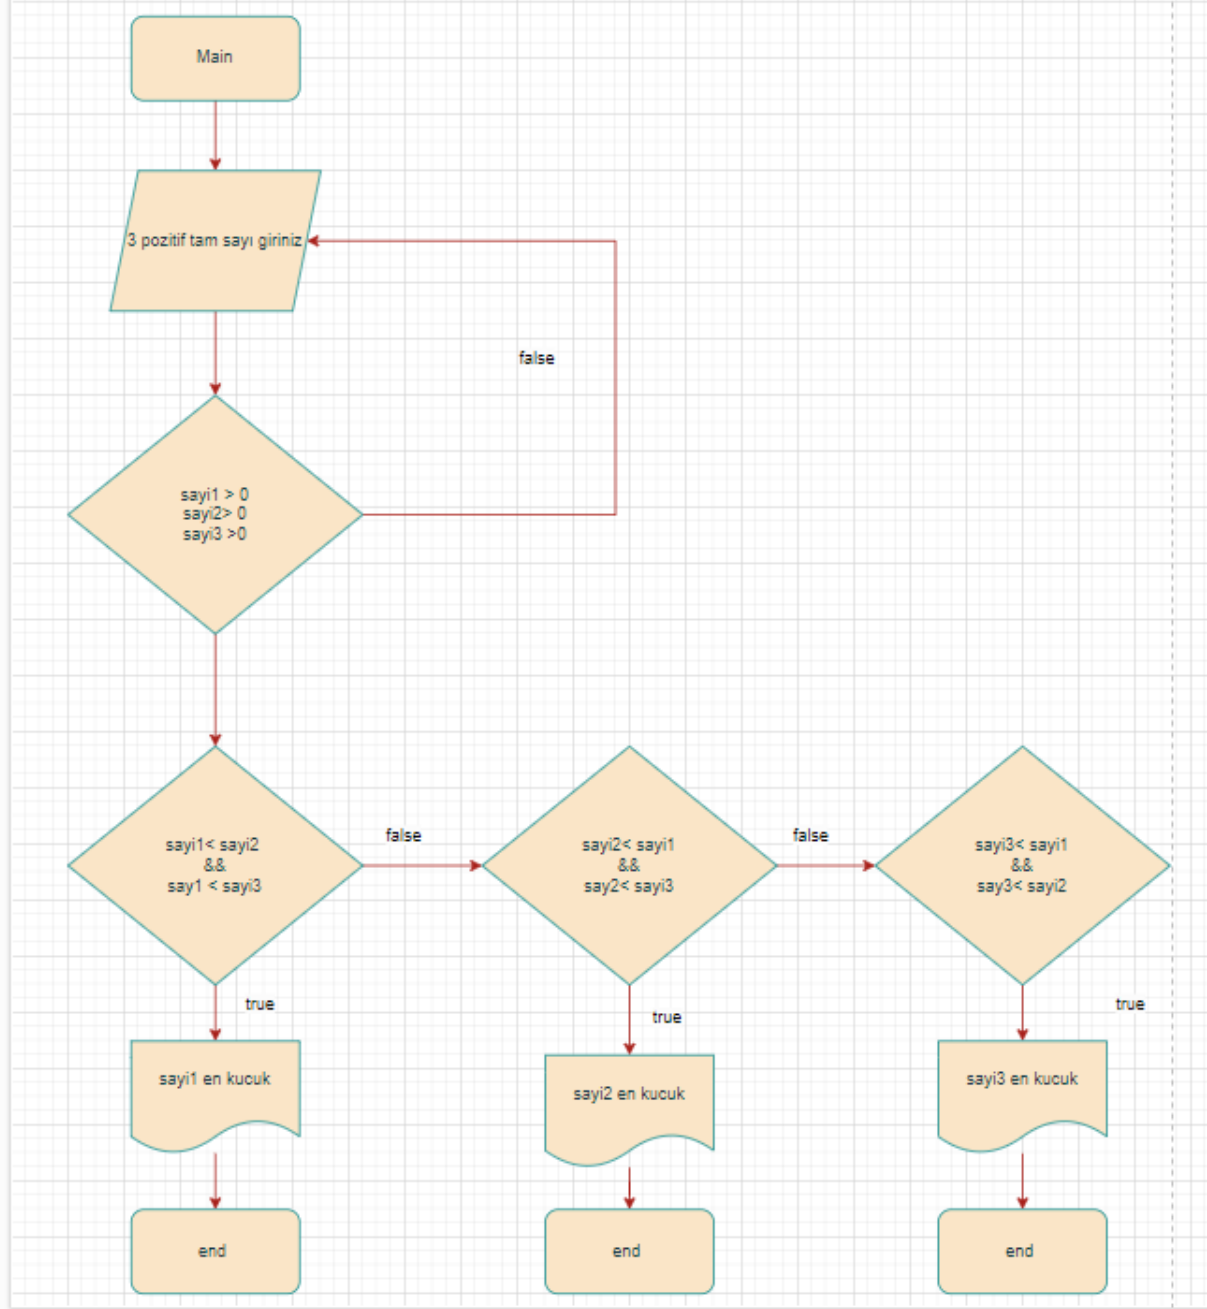 Main
3 pozitif tam sayı giriniz
false
sayi1 > 0
sayi2> 0
sayi3 >0
sayi1< sayi2
&&
say1 < sayi3
false
sayi2< sayi1
&&
say2< sayi3
false
sayi3< sayi1
&&
say3< sayi2
true
true
true
sayi1 en kucuk
sayi2 en kucuk
sayi3 en kucuk
end
end
end